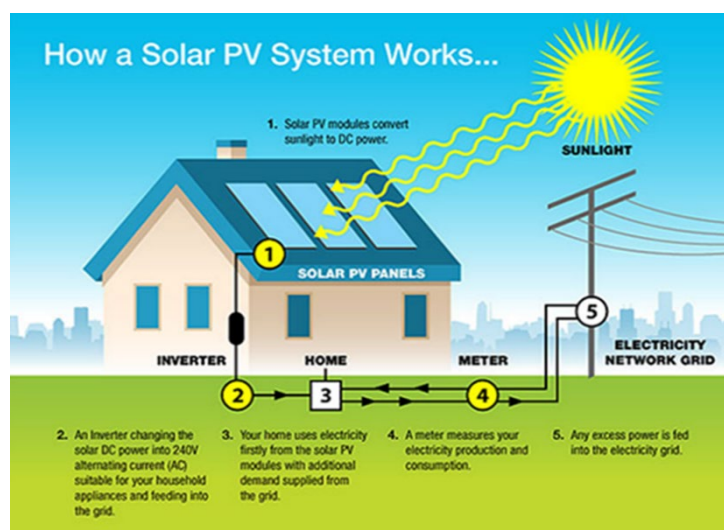 How a Solar PV System Works...
1. Solar PV modules convert
sunlight to DC power.
SUNLIGHT
1
SOLAR PV PANELS
5
INVERTER
HOME
METER
ELECTRICITY
NETWORK GRID
2
3
4
2. An Inverter changing the
solar DC power into 240V
alternating current (AC)
suitable for your household
appliances and feeding into
the grid.
3. Your home uses electricity
firstly from the solar PV
modules with additional
demand supplied from
the grid.
4. A meter measures your
electricity production and
consumption.
5. Any excess power is fed
into the electricity grid.